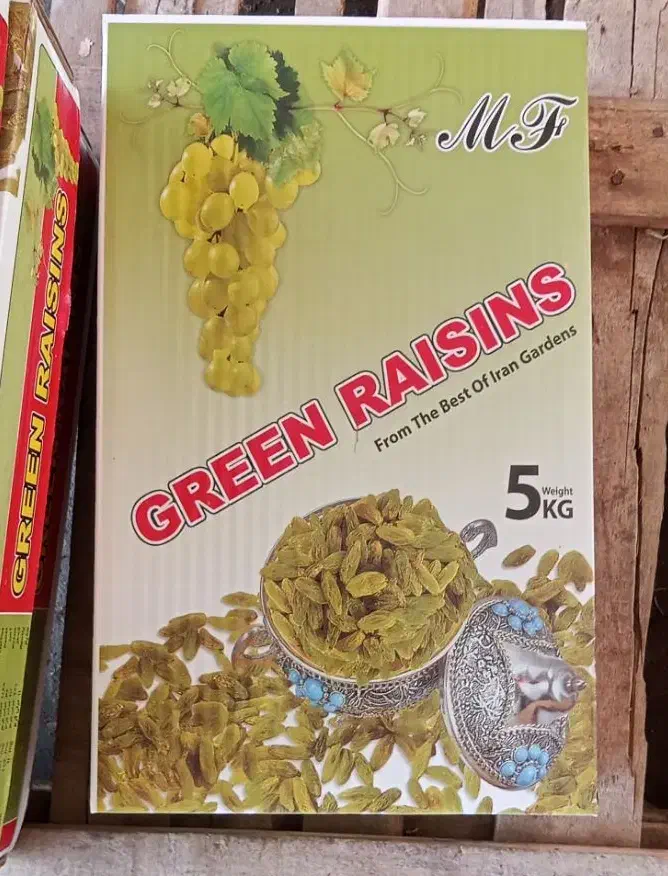 MF
GREEN RAISINS
From The Best Of Iran Gardens
5 Weight
KG
GREEN RAISINS